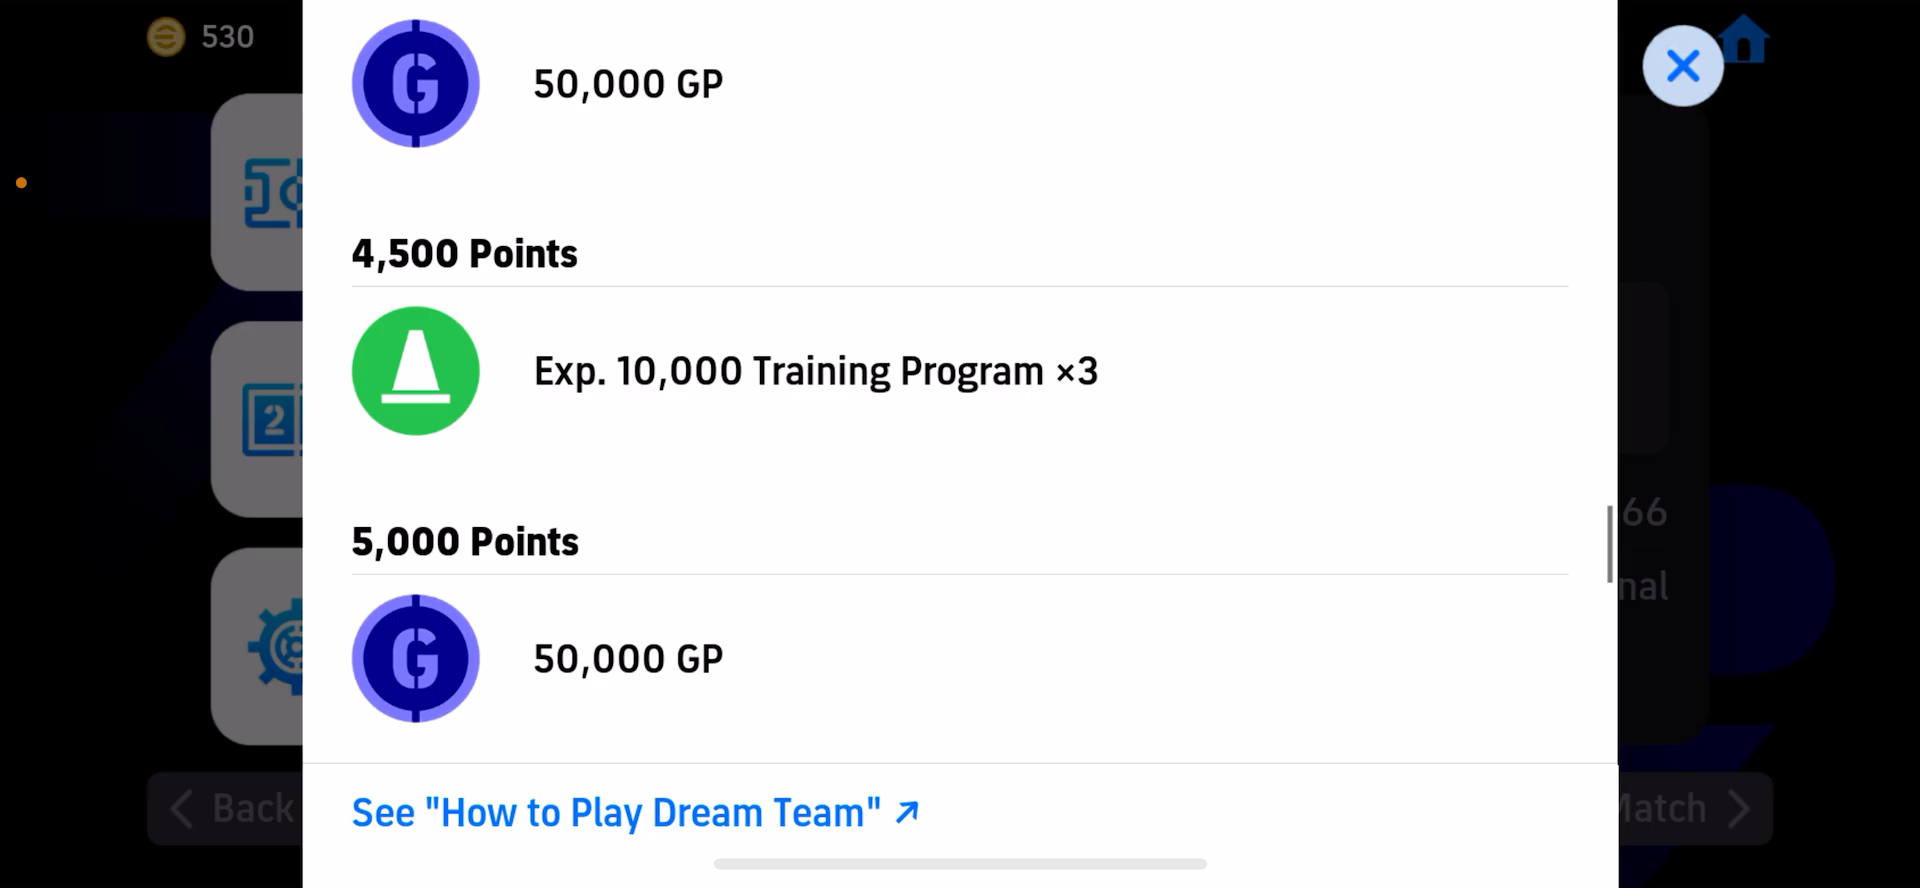 530
50,000 GP
4,500 Points
Exp. 10,000 Training Program ×3
5,000 Points
50,000 GP
2
66
nal
Back
See "How to Play Dream Team" ↗
Match